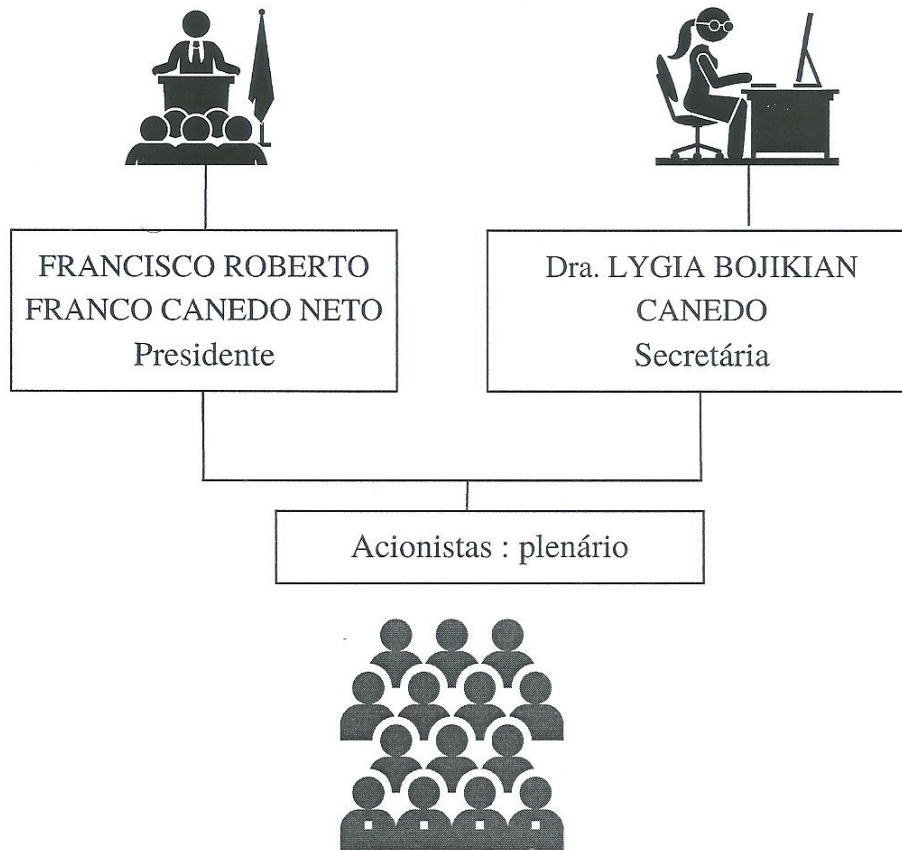 FRANCISCO ROBERTO
FRANCO CANEDO NETO
Presidente
Dra. LYGIA BOJIKIAN
CANEDO
Secretária
Acionistas : plenário